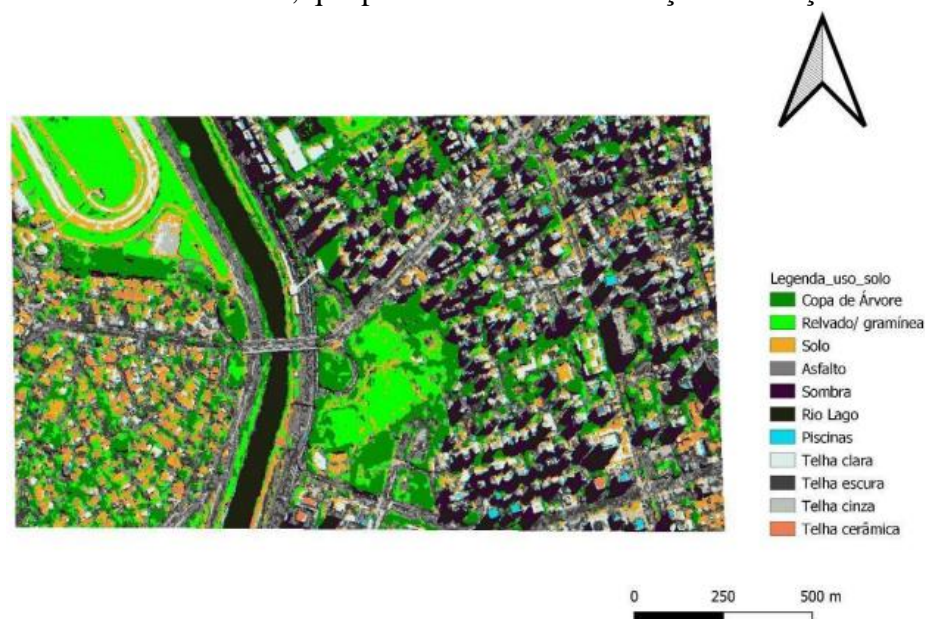 Legenda_uso_solo
Copa de Árvore
Relvado/ gramínea
Solo
Asfalto
Sombra
Rio Lago
Piscinas
Telha clara
Telha escura
Telha cinza
Telha cerâmica
0 250 500 m